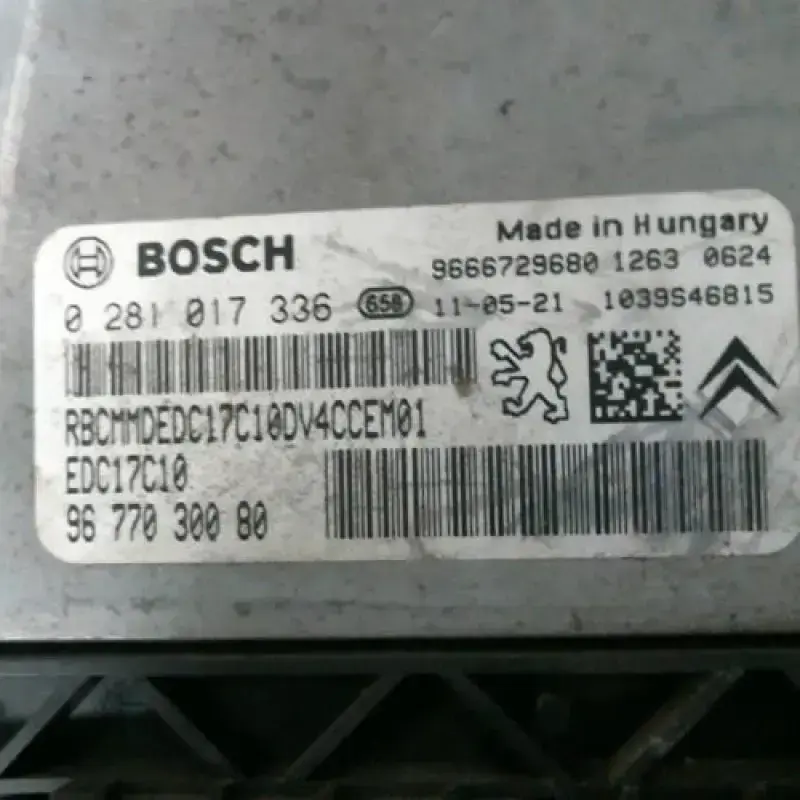 BOSCH
Made in Hungary
9666729680 1263 0624
0 281 017 336 658 11-05-21 1039S46815
RBCMMDEDC17C10DV4CCEM01
EDC17C10
96 770 300 80